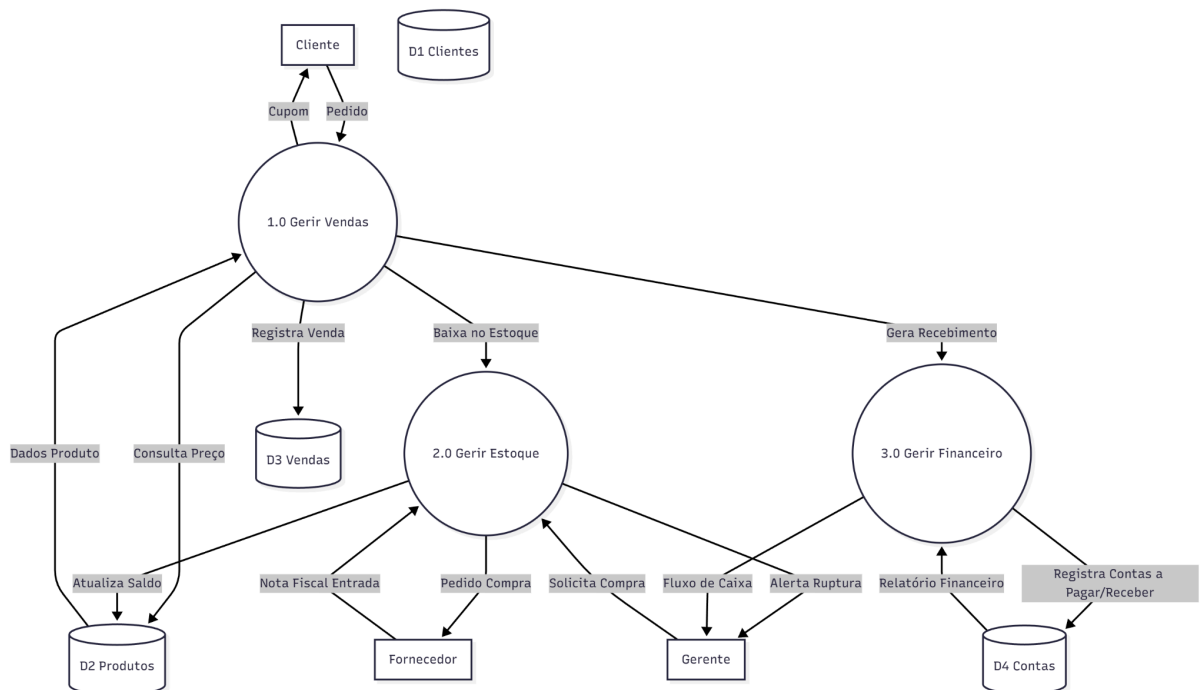 Cliente
D1 Clientes
Cupom
Pedido
1.0 Gerir Vendas
Registra Venda
Baixa no Estoque
Gera Recebimento
Dados Produto
Consulta Preço
D3 Vendas
2.0 Gerir Estoque
3.0 Gerir Financeiro
Atualiza Saldo
Nota Fiscal Entrada
Pedido Compra
Solicita Compra
Fluxo de Caixa
Alerta Ruptura
Relatório Financeiro
Registra Contas a
Pagar/Receber
D2 Produtos
Fornecedor
Gerente
D4 Contas